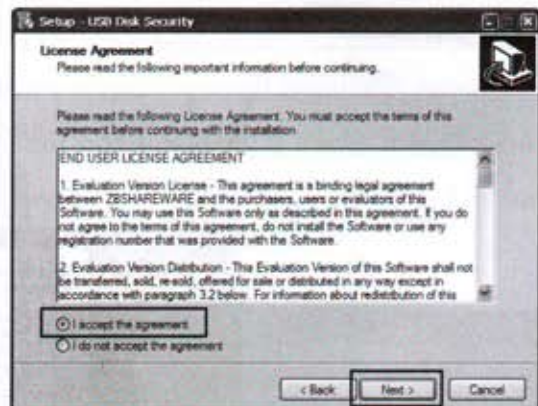 Setup - USB Disk Security
License Agreement
Please read the following important information before continuing.
Please read the following License Agreement. You must accept the terms of this
agreement before continuing with the installation.
END USER LICENSE AGREEMENT
1. Evaluation Version License - This agreement is a binding legal agreement
between ZBSHAREWARE and the purchasers, users or evaluators of this
Software. You may use this Software only as described in this agreement. If you do
not agree to the terms of this agreement, do not install the Software or use any
registration number that was provided with the Software.
2. Evaluation Version Distribution - This Evaluation Version of this Software shall not
be transferred, sold, re-sold, offered for sale or distributed in any way except in
accordance with paragraph 3.2 below. For information about redistribution of this
I accept the agreement
I do not accept the agreement
< Back
Next >
Cancel